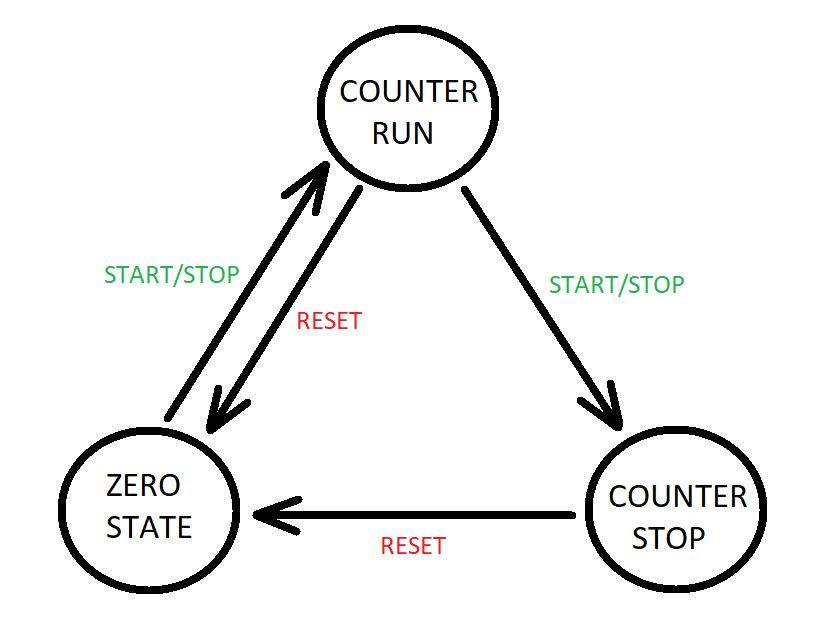 COUNTER
RUN
START/STOP
START/STOP
RESET
ZERO
STATE
COUNTER
STOP
RESET